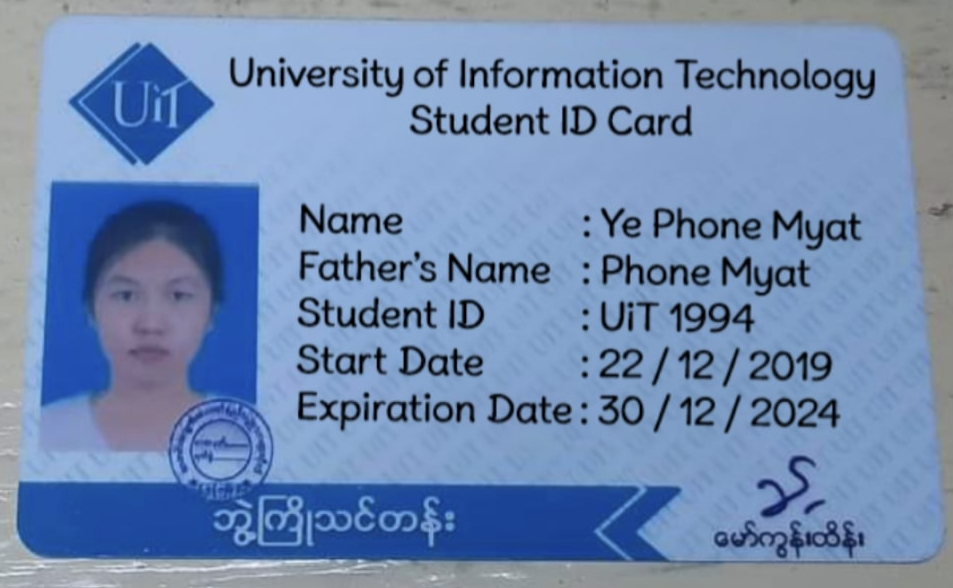 UiT
University of Information Technology
Student ID Card
Name : Ye Phone Myat
Father's Name : Phone Myat
Student ID : UiT 1994
Start Date : 22 / 12 / 2019
Expiration Date : 30 / 12 / 2024
ဘွဲ့ကြိုသင်တန်း
မော်ကွန်းထိန်း